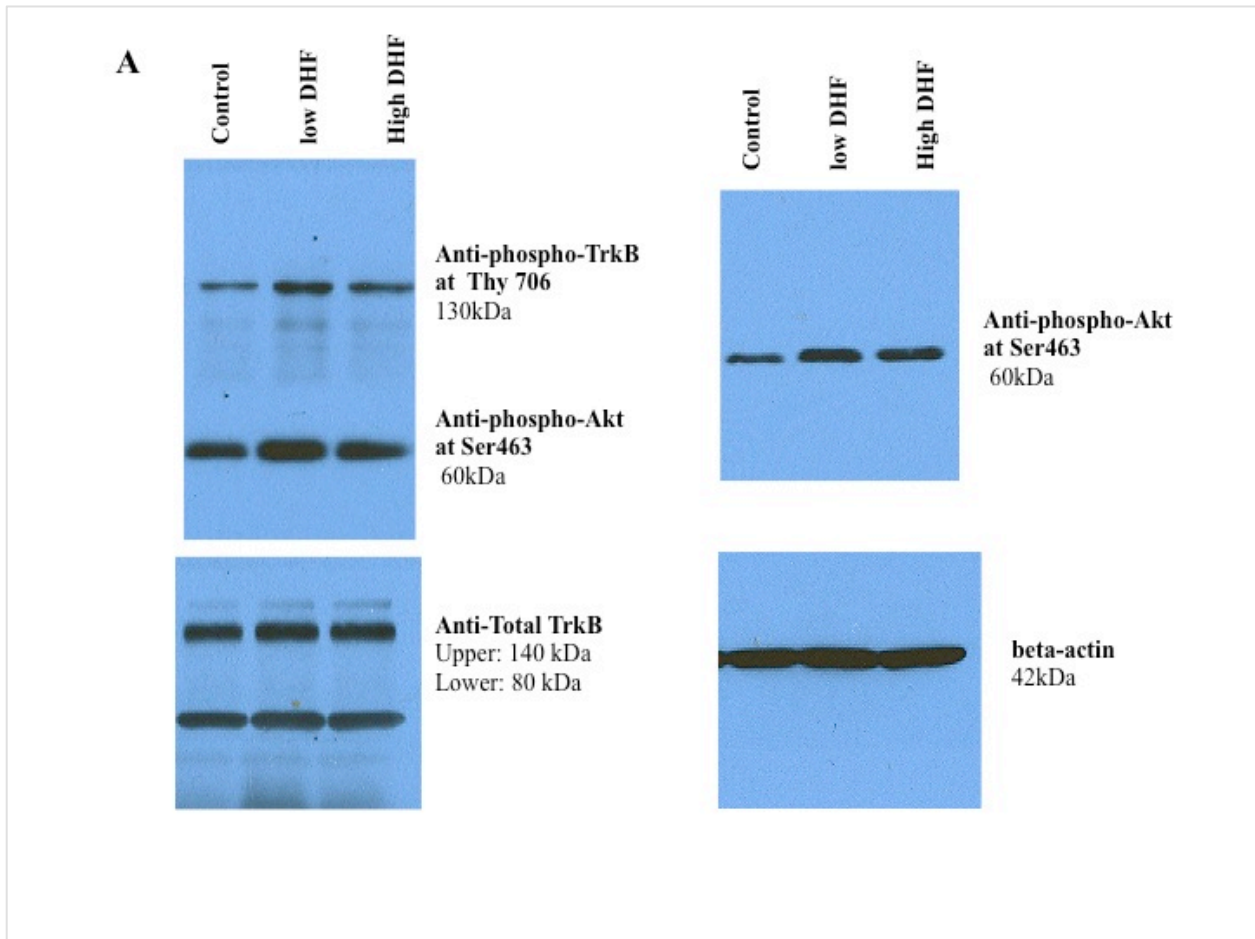 A
Control
low DHF
High DHF
Anti-phospho-TrkB
at Thy 706
130kDa
Anti-phospho-Akt
at Ser463
60kDa
Anti-Total TrkB
Upper: 140 kDa
Lower: 80 kDa
Control
low DHF
High DHF
Anti-phospho-Akt
at Ser463
60kDa
beta-actin
42kDa